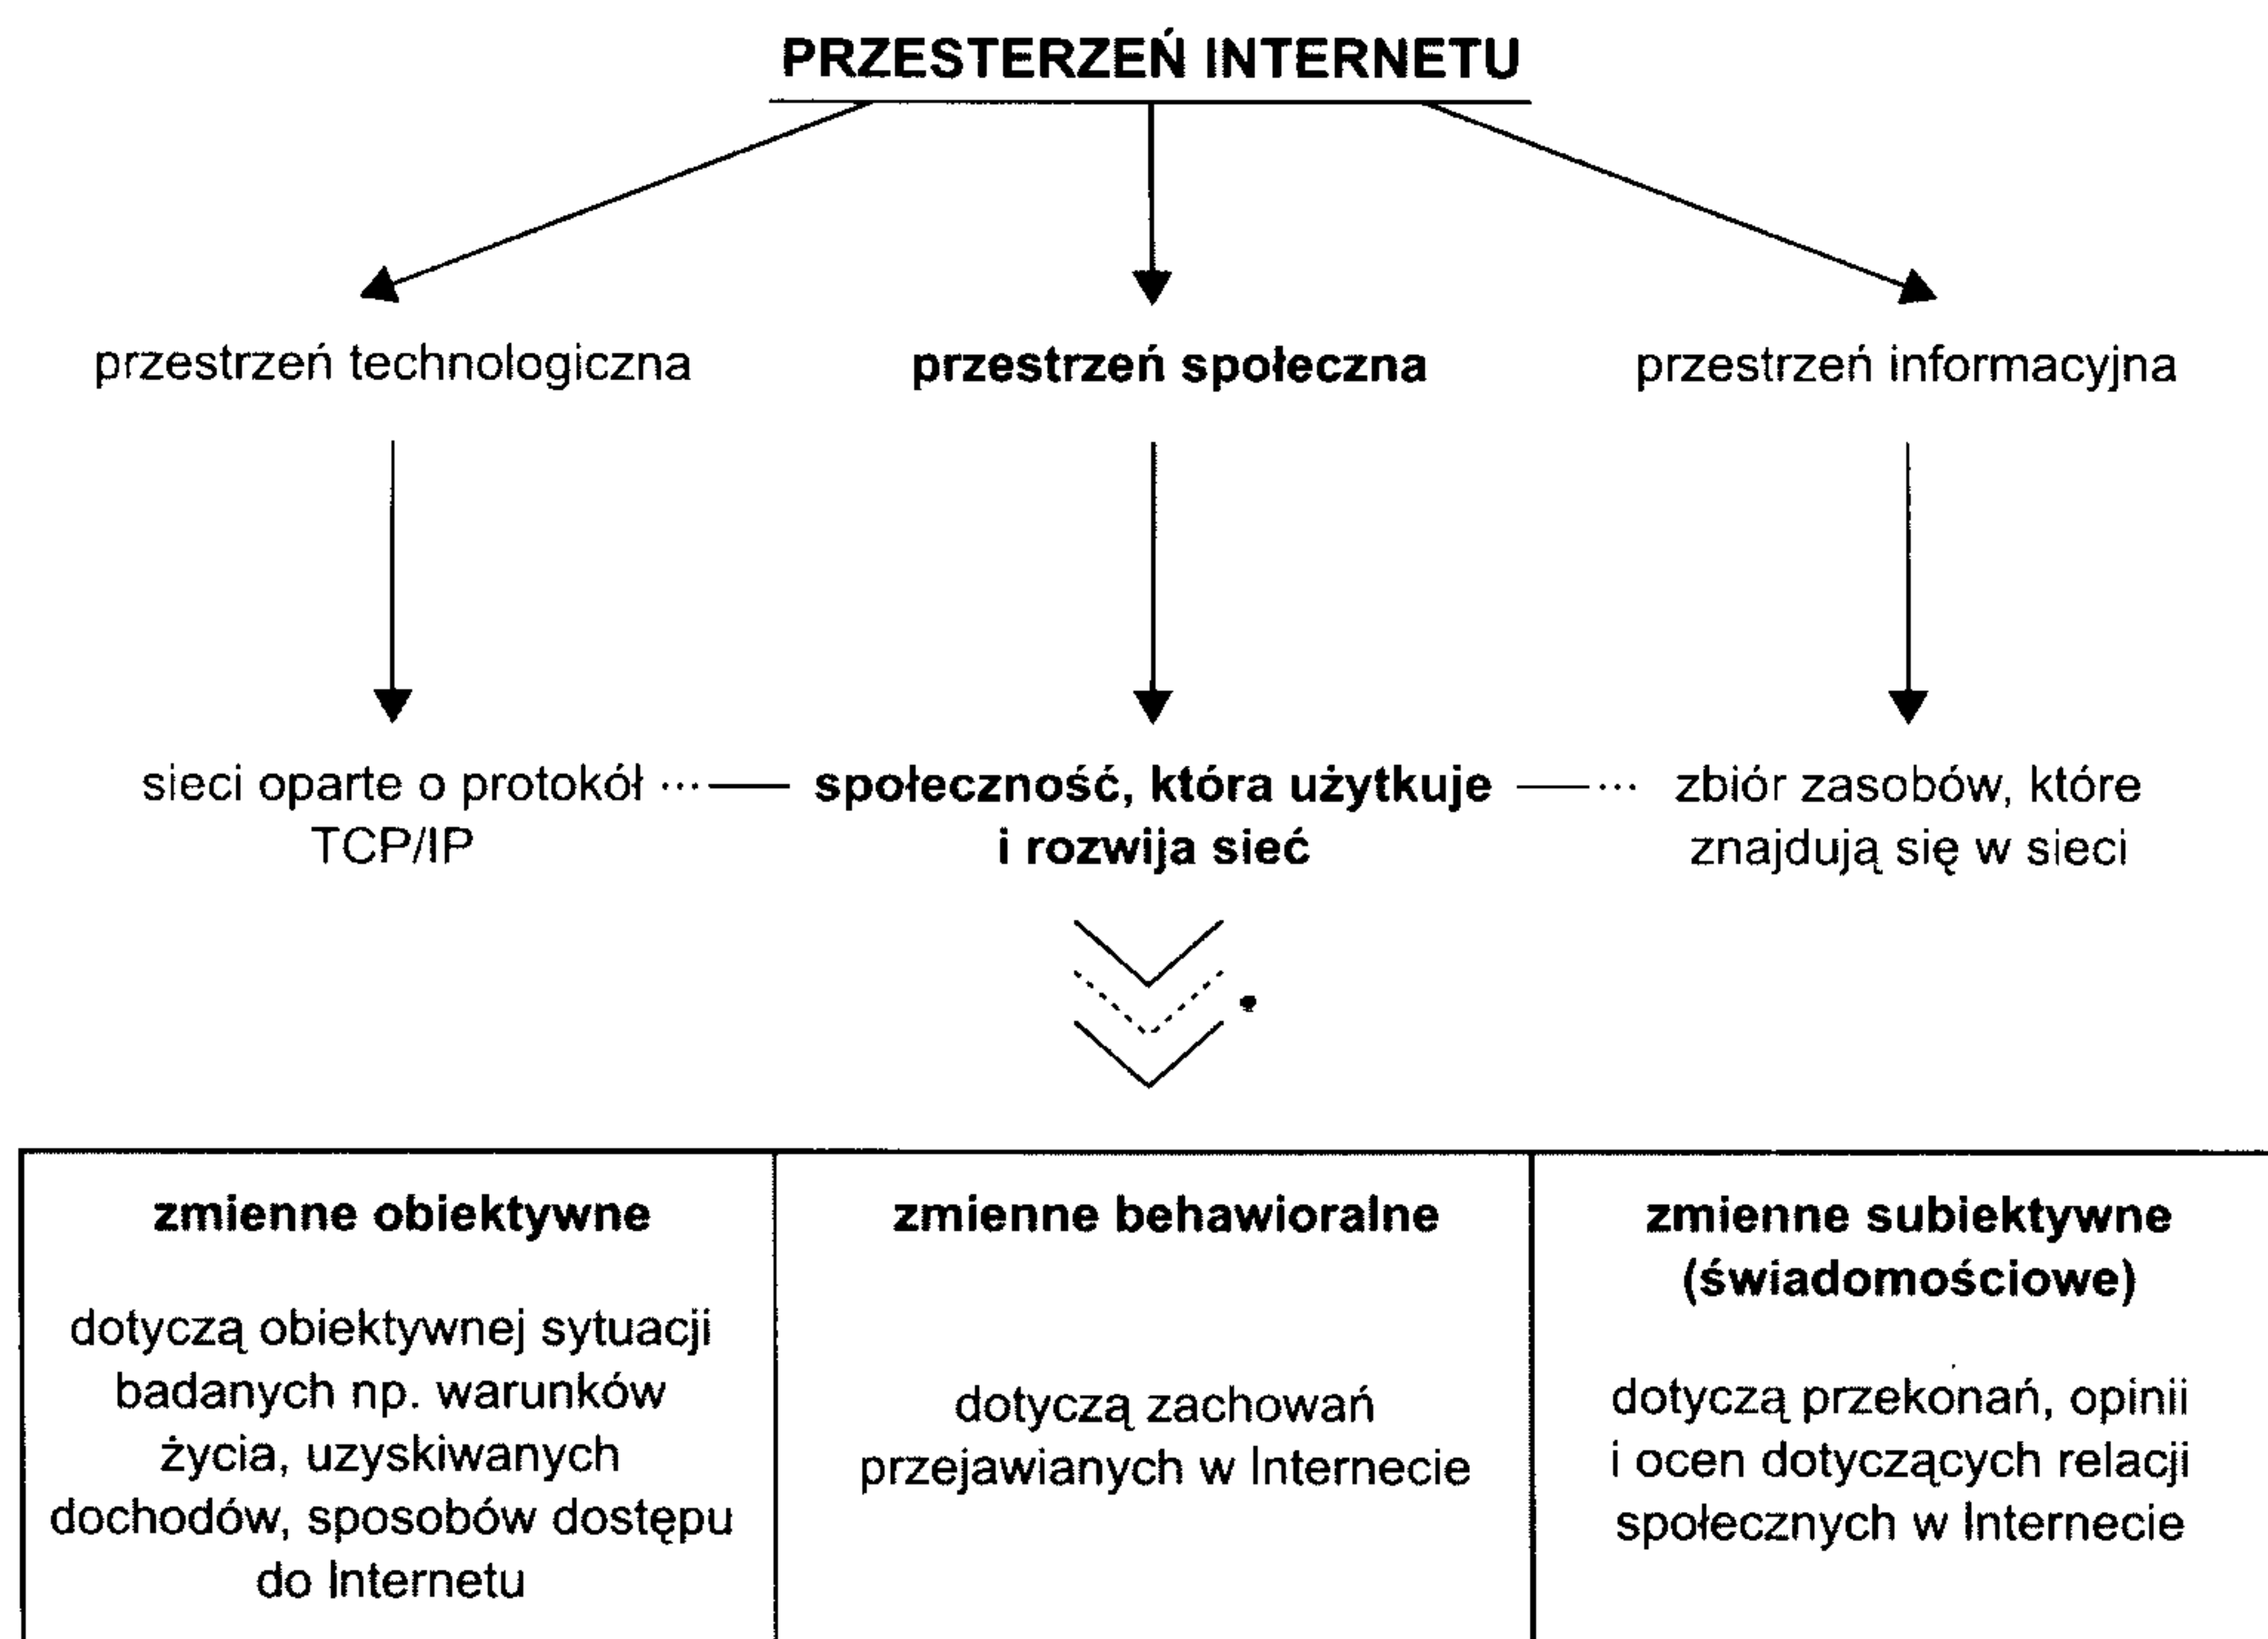 PRZESTERZEŃ INTERNETU
przestrzeń technologiczna
przestrzeń społeczna
przestrzeń informacyjna
sieci oparte o protokół
TCP/IP
społeczność, która użytkuje
i rozwija sieć
zbiór zasobów, które
znajdują się w sieci
zmienne obiektywne
dotyczą obiektywnej sytuacji
badanych np. warunków
życia, uzyskiwanych
dochodów, sposobów dostępu
do Internetu
zmienne behawioralne
dotyczą zachowań
przejawianych w Internecie
zmienne subiektywne
(świadomościowe)
dotyczą przekonań, opinii
i ocen dotyczących relacji
społecznych w Internecie